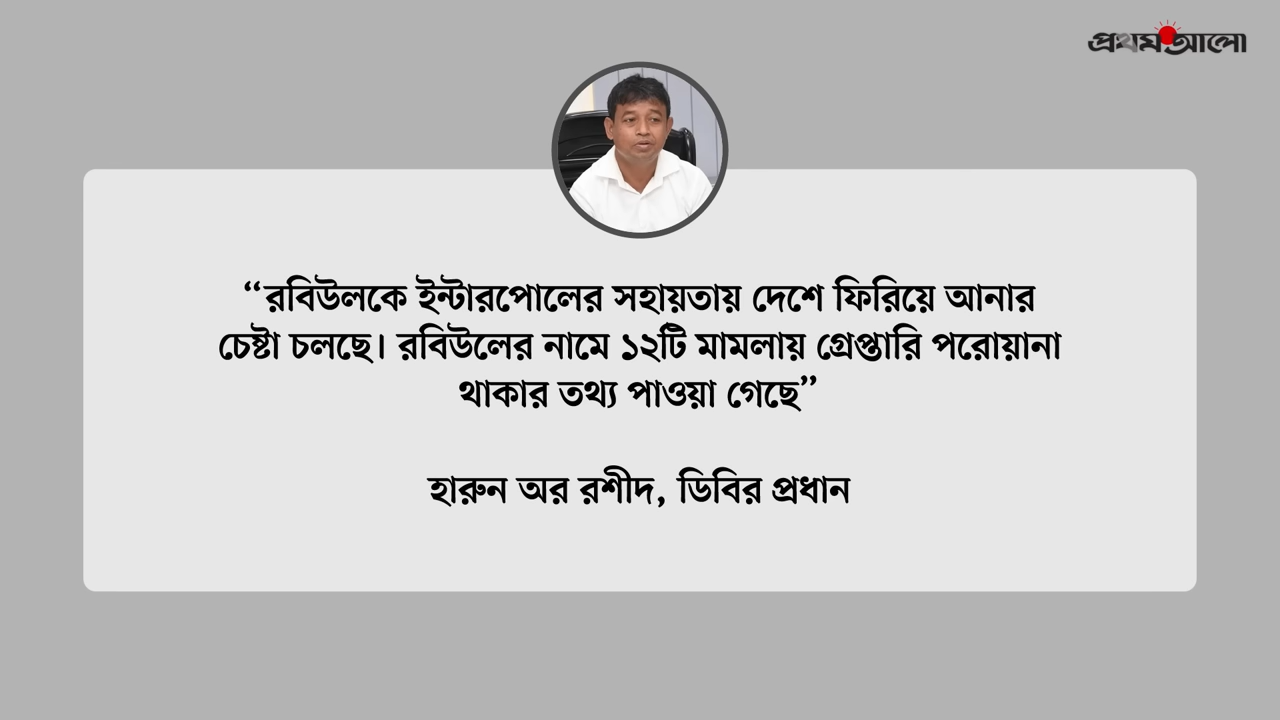 প্রথম আলো
“রবিউলকে ইন্টারপোলের সহায়তায় দেশে ফিরিয়ে আনার
চেষ্টা চলছে। রবিউলের নামে ১২টি মামলায় গ্রেপ্তারি পরোয়ানা
থাকার তথ্য পাওয়া গেছে”
হারুন অর রশীদ, ডিবির প্রধান